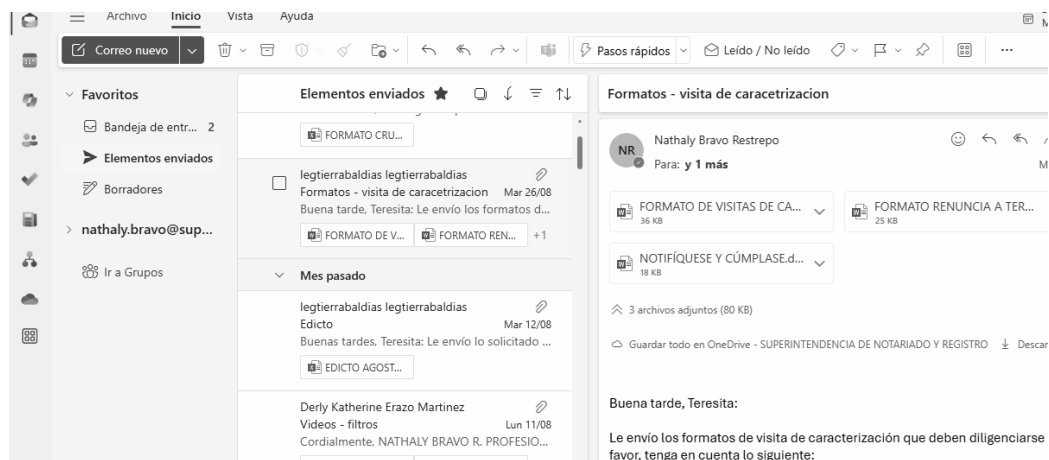 Archivo Inicio Vista Ayuda
Correo nuevo
Pasos rápidos
Leído / No leído
Favoritos
Bandeja de entr... 2
Elementos enviados
Borradores
nathaly.bravo@sup...
Ir a Grupos
Elementos enviados
FORMATO CRU...
legtierrabaldias legtierrabaldias
Formatos - visita de caracetrizacion Mar 26/08
Buena tarde, Teresita: Le envío los formatos d...
FORMATO DE V... FORMATO REN... +1
Mes pasado
legtierrabaldias legtierrabaldias
Edicto Mar 12/08
Buenas tardes, Teresita: Le envío lo solicitado ...
EDICTO AGOST...
Derly Katherine Erazo Martinez
Videos - filtros Lun 11/08
Cordialmente, NATHALY BRAVO R. PROFESIO...
Formatos - visita de caracetrizacion
NR
Nathaly Bravo Restrepo
Para: y 1 más
FORMATO DE VISITAS DE CA...
36 KB
FORMATO RENUNCIA A TER...
25 KB
NOTIFÍQUESE Y CÚMPLASE.d...
18 KB
3 archivos adjuntos (80 KB)
Guardar todo en OneDrive - SUPERINTENDENCIA DE NOTARIADO Y REGISTRO Descar
Buena tarde, Teresita:
Le envío los formatos de visita de caracterización que deben diligenciarse
favor, tenga en cuenta lo siguiente: